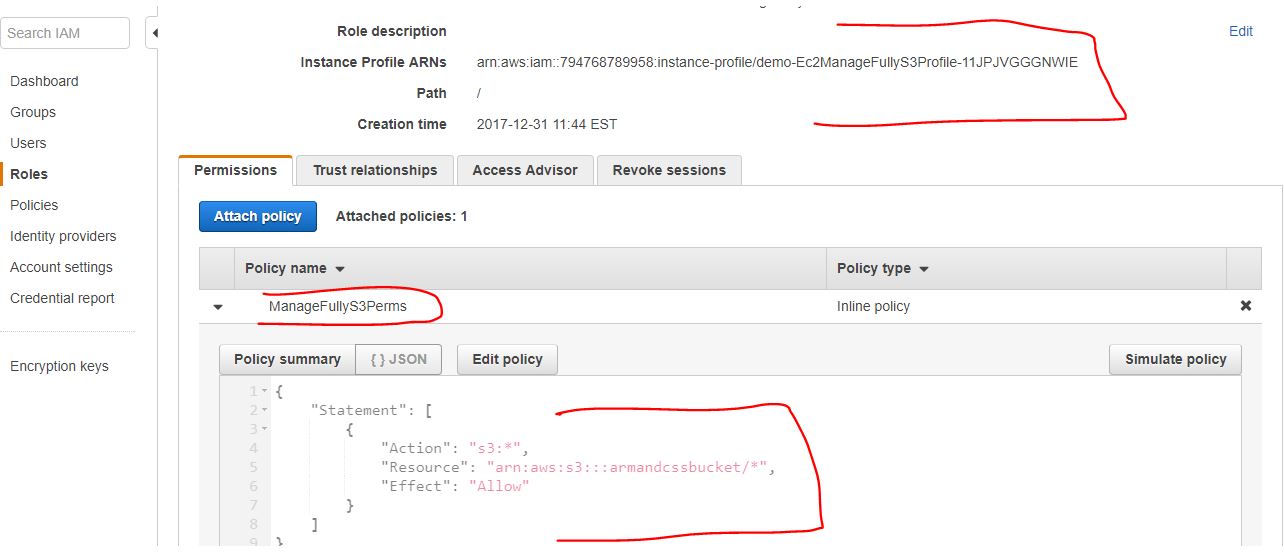 Search IAM
Role description
Edit
Instance Profile ARNs arn:aws:iam::794768789958:instance-profile/demo-Ec2ManageFullyS3Profile-11JPJVGGGNWIE
Path /
Creation time 2017-12-31 11:44 EST
Dashboard
Groups
Users
Roles
Policies
Identity providers
Account settings
Credential report
Encryption keys
Permissions Trust relationships Access Advisor Revoke sessions
Attach policy Attached policies: 1
Policy name Policy type
ManageFullyS3Perms Inline policy
Policy summary { } JSON Edit policy Simulate policy
1 {
2 "Statement": [
3 {
4 "Action": "s3:*",
5 "Resource": "arn:aws:s3:::armandcssbucket/*",
6 "Effect": "Allow"
7 }
8 ]
9 }